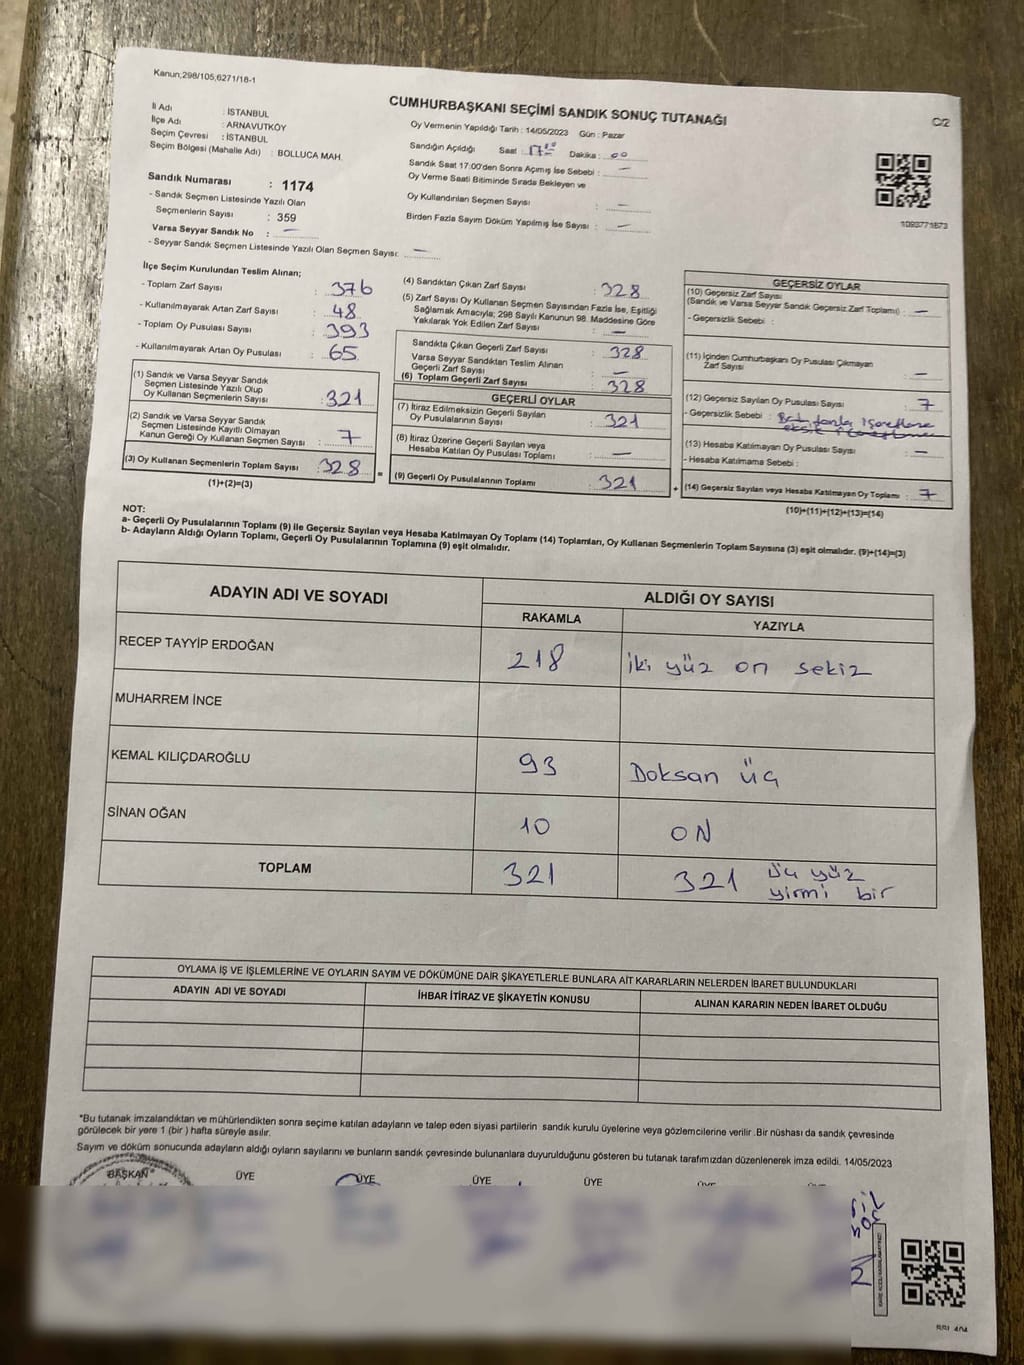 Kanun;298/105,6271/18-1
CUMHURBAŞKANI SEÇİMİ SANDIK SONUÇ TUTANAĞI
C/2
İl Adı : İSTANBUL
İlçe Adı : ARNAVUTKÖY
Seçim Çevresi : İSTANBUL
Seçim Bölgesi (Mahalle Adı) : BOLLUCA MAH.
Oy Vermenin Yapıldığı Tarih : 14/05/2023 Gün : Pazar
Sandığın Açıldığı Saat : 17:00 Dakika : 00
Sandık Saat 17:00'den Sonra Açmış İse Sebebi : —
Oy Verme Saati Bitiminde Sırada Bekleyen ve
Oy Kullandırılan Seçmen Sayısı : —
Birden Fazla Sayım Döküm Yapılmış İse Sayısı : —
1093771673
Sandık Numarası : 1174
- Sandık Seçmen Listesinde Yazılı Olan
Seçmenlerin Sayısı : 359
Varsa Seyyar Sandık No : —
- Seyyar Sandık Seçmen Listesinde Yazılı Olan Seçmen Sayısı: —
İlçe Seçim Kurulundan Teslim Alınan;
- Toplam Zarf Sayısı : 376
- Kullanılmayarak Artan Zarf Sayısı : 48
- Toplam Oy Pusulası Sayısı : 393
- Kullanılmayarak Artan Oy Pusulası : 65
(1) Sandık ve Varsa Seyyar Sandık
Seçmen Listesinde Yazılı Olup
Oy Kullanan Seçmenlerin Sayısı : 321
(2) Sandık ve Varsa Seyyar Sandık
Seçmen Listesinde Kayıtlı Olmayan
Kanun Gereği Oy Kullanan Seçmen Sayısı : 7
(3) Oy Kullanan Seçmenlerin Toplam Sayısı : 328
(1)+(2)=(3)
(4) Sandıktan Çıkan Zarf Sayısı : 328
(5) Zarf Sayısı Oy Kullanan Seçmen Sayısından Fazla İse, Eşitliği
Sağlamak Amacıyla; 298 Sayılı Kanunun 98. Maddesine Göre
Yakılarak Yok Edilen Zarf Sayısı : —
Sandıkta Çıkan Geçerli Zarf Sayısı : 328
Varsa Seyyar Sandıktan Teslim Alınan
Geçerli Zarf Sayısı : —
(6) Toplam Geçerli Zarf Sayısı : 328
GEÇERLİ OYLAR
(7) İtiraz Edilmeksizin Geçerli Sayılan
Oy Pusulalarının Sayısı : 321
(8) İtiraz Üzerine Geçerli Sayılan veya
Hesaba Katılan Oy Pusulası Toplamı : —
(9) Geçerli Oy Pusulalarının Toplamı : 321
GEÇERSİZ OYLAR
(10) Geçersiz Zarf Sayısı
(Sandık ve Varsa Seyyar Sandık Geçersiz Zarf Toplamı) : —
- Geçersizlik Sebebi :
(11) İçinden Cumhurbaşkanı Oy Pusulası Çıkmayan
Zarf Sayısı : —
(12) Geçersiz Sayılan Oy Pusulası Sayısı : 7
- Geçersizlik Sebebi :
(13) Hesaba Katılmayan Oy Pusulası Sayısı : —
- Hesaba Katılmama Sebebi :
(14) Geçersiz Sayılan veya Hesaba Katılmayan Oy Toplamı : 7
(10)+(11)+(12)+(13)=(14)
NOT:
a- Geçerli Oy Pusulalarının Toplamı (9) ile Geçersiz Sayılan veya Hesaba Katılmayan Oy Toplamı (14) Toplamları, Oy Kullanan Seçmenlerin Toplam Sayısına (3) eşit olmalıdır. (9)+(14)=(3)
b- Adayların Aldığı Oyların Toplamı, Geçerli Oy Pusulalarının Toplamına (9) eşit olmalıdır.
ADAYIN ADI VE SOYADI
ALDIĞI OY SAYISI
RAKAMLA YAZIYLA
RECEP TAYYİP ERDOĞAN 218 iki yüz on sekiz
MUHARREM İNCE
KEMAL KILIÇDAROĞLU 93 Doksan üç
SİNAN OĞAN 10 ON
TOPLAM 321 321 üç yüz
yirmi bir
OYLAMA İŞ VE İŞLEMLERİNE VE OYLARIN SAYIM VE DÖKÜMÜNE DAİR ŞİKAYETLERLE BUNLARA AİT KARARLARIN NELERDEN İBARET BULUNDUKLARI
ADAYIN ADI VE SOYADI İHBAR İTİRAZ VE ŞİKAYETİN KONUSU ALINAN KARARIN NEDEN İBARET OLDUĞU
*Bu tutanak imzalandıktan ve mühürlendikten sonra seçime katılan adayların ve talep eden siyasi partilerin sandık kurulu üyelerine veya gözlemcilerine verilir .Bir nüshası da sandık çevresinde
görülecek bir yere 1 (bir ) hafta süreyle asılır.
Sayım ve döküm sonucunda adayların aldığı oyların sayılarını ve bunların sandık çevresinde bulunanlara duyurulduğunu gösteren bu tutanak tarafımızdan düzenlenerek imza edildi. 14/05/2023
BAŞKAN ÜYE ÜYE ÜYE ÜYE